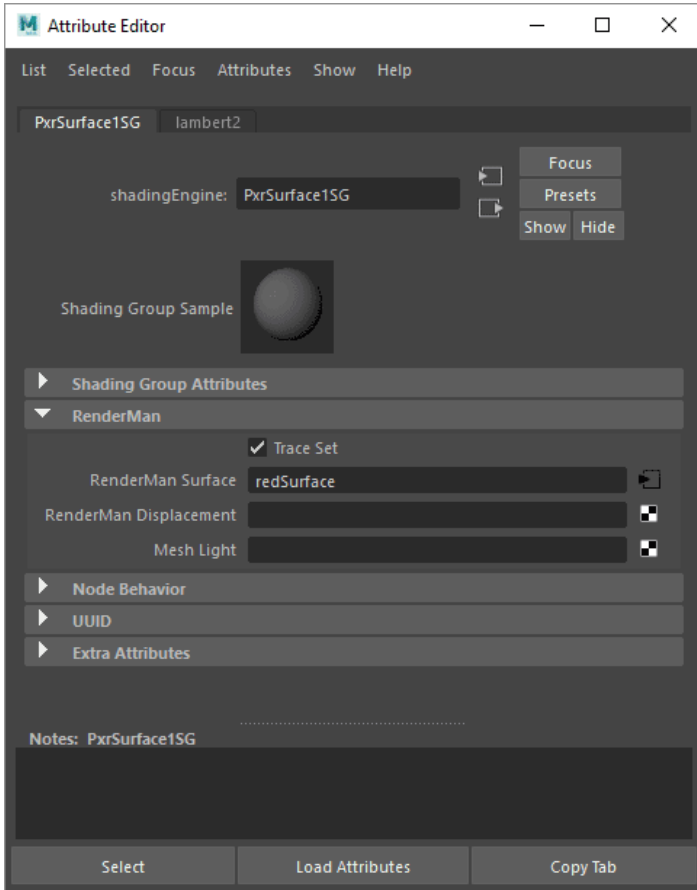 Attribute Editor
List Selected Focus Attributes Show Help
PxrSurface1SG lambert2
Focus
shadingEngine: PxrSurface1SG Presets
Show Hide
Shading Group Sample
Shading Group Attributes
RenderMan
Trace Set
RenderMan Surface redSurface
RenderMan Displacement
Mesh Light
Node Behavior
UUID
Extra Attributes
Notes: PxrSurface1SG
Select Load Attributes Copy Tab